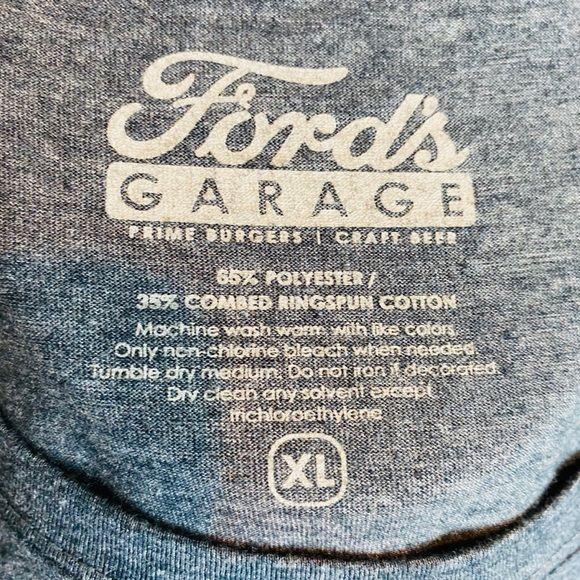 Ford's
GARAGE
PRIME BURGERS | CRAFT BEER
65% POLYESTER /
35% COMBED RINGSPUN COTTON
Machine wash warm with like colors.
Only non-chlorine bleach when needed.
Tumble dry medium. Do not iron if decorated.
Dry clean any solvent except
trichloroethylene.
XL